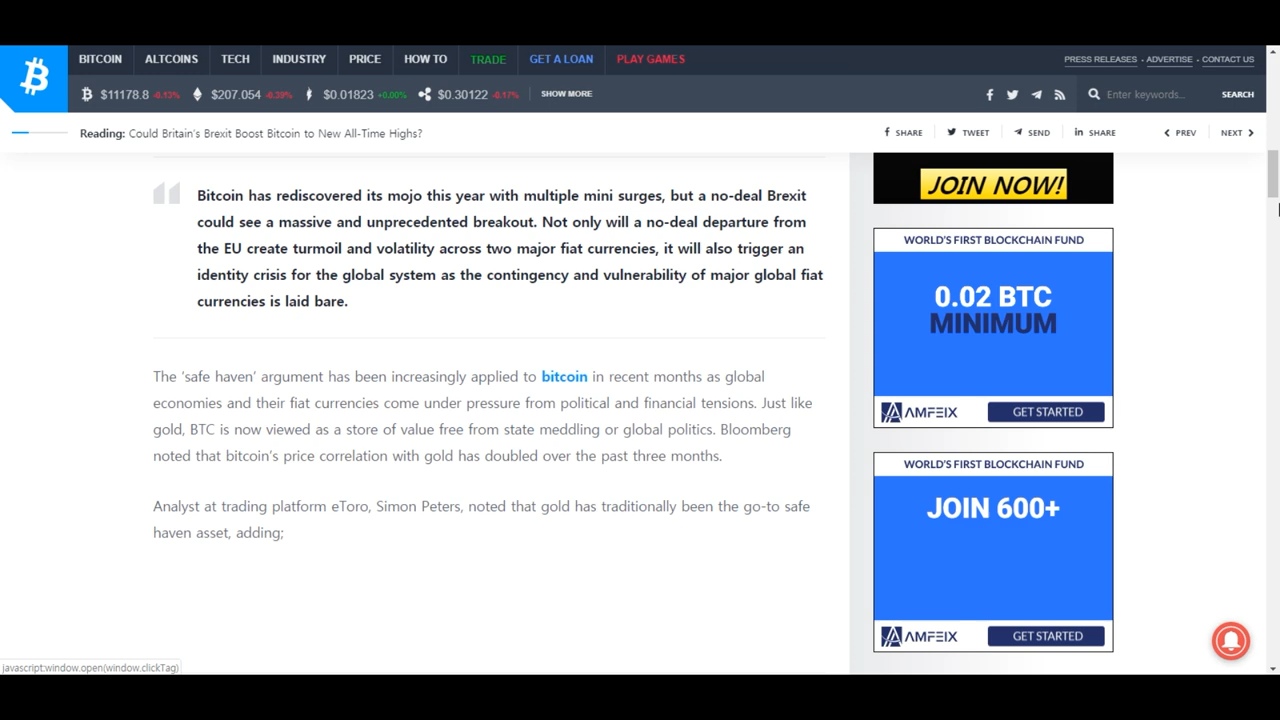 BITCOIN ALTCOINS TECH INDUSTRY PRICE HOW TO TRADE GET A LOAN PLAY GAMES
PRESS RELEASES - ADVERTISE - CONTACT US
$11178.8 -0.13% $207.054 -0.39% $0.01823 +0.00% $0.30122 -0.17% SHOW MORE
Enter keywords... SEARCH
Reading: Could Britain's Brexit Boost Bitcoin to New All-Time Highs?
SHARE TWEET SEND SHARE PREV NEXT
Bitcoin has rediscovered its mojo this year with multiple mini surges, but a no-deal Brexit
could see a massive and unprecedented breakout. Not only will a no-deal departure from
the EU create turmoil and volatility across two major fiat currencies, it will also trigger an
identity crisis for the global system as the contingency and vulnerability of major global fiat
currencies is laid bare.
The ‘safe haven’ argument has been increasingly applied to bitcoin in recent months as global
economies and their fiat currencies come under pressure from political and financial tensions. Just like
gold, BTC is now viewed as a store of value free from state meddling or global politics. Bloomberg
noted that bitcoin’s price correlation with gold has doubled over the past three months.
Analyst at trading platform eToro, Simon Peters, noted that gold has traditionally been the go-to safe
haven asset, adding;
JOIN NOW!
WORLD'S FIRST BLOCKCHAIN FUND
0.02 BTC
MINIMUM
AMFEIX GET STARTED
WORLD'S FIRST BLOCKCHAIN FUND
JOIN 600+
AMFEIX GET STARTED
javascript:window.open(window.clickTag)